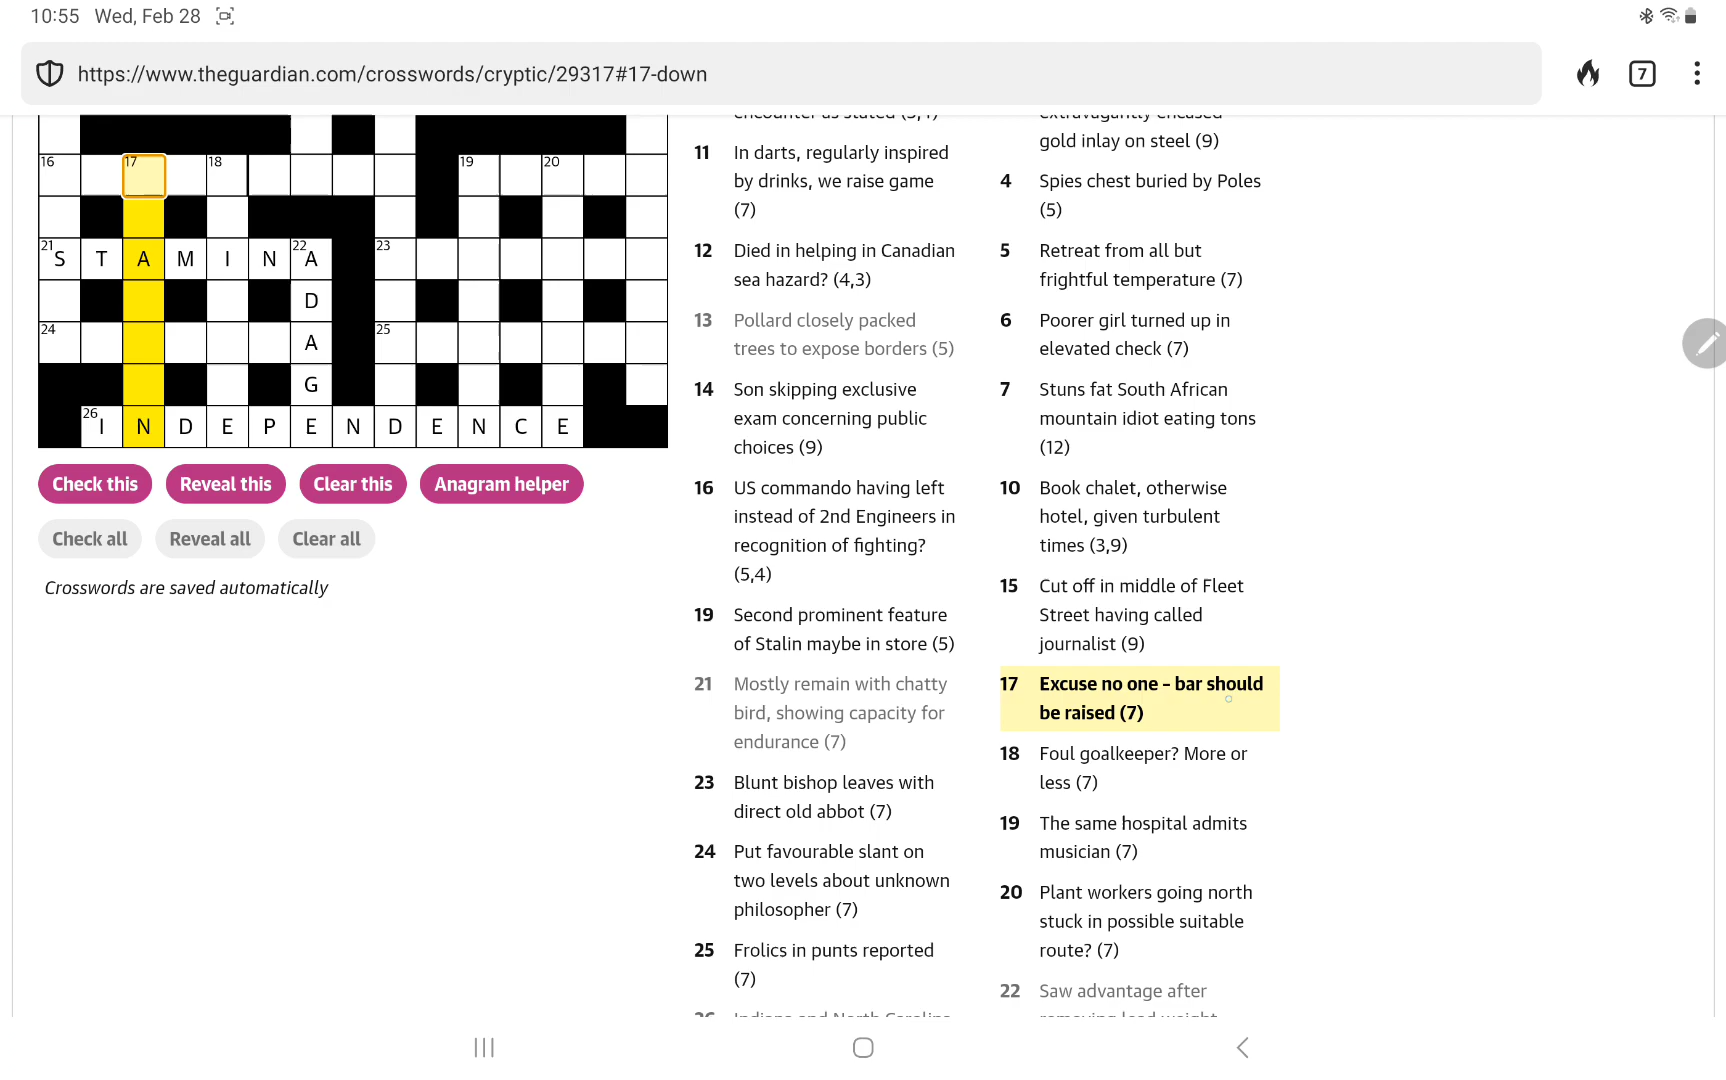 10:55 Wed, Feb 28
https://www.theguardian.com/crosswords/cryptic/29317#17-down
7
16 17 18 19 20
21 S T A M I N 22 A 23
D
24 A 25
G
26 I N D E P E N D E N C E
Check this Reveal this Clear this Anagram helper
Check all Reveal all Clear all
Crosswords are saved automatically
11 In darts, regularly inspired
by drinks, we raise game
(7)
12 Died in helping in Canadian
sea hazard? (4,3)
13 Pollard closely packed
trees to expose borders (5)
14 Son skipping exclusive
exam concerning public
choices (9)
16 US commando having left
instead of 2nd Engineers in
recognition of fighting?
(5,4)
19 Second prominent feature
of Stalin maybe in store (5)
21 Mostly remain with chatty
bird, showing capacity for
endurance (7)
23 Blunt bishop leaves with
direct old abbot (7)
24 Put favourable slant on
two levels about unknown
philosopher (7)
25 Frolics in punts reported
(7)
gold inlay on steel (9)
4 Spies chest buried by Poles
(5)
5 Retreat from all but
frightful temperature (7)
6 Poorer girl turned up in
elevated check (7)
7 Stuns fat South African
mountain idiot eating tons
(12)
10 Book chalet, otherwise
hotel, given turbulent
times (3,9)
15 Cut off in middle of Fleet
Street having called
journalist (9)
17 Excuse no one – bar should
be raised (7)
18 Foul goalkeeper? More or
less (7)
19 The same hospital admits
musician (7)
20 Plant workers going north
stuck in possible suitable
route? (7)
22 Saw advantage after